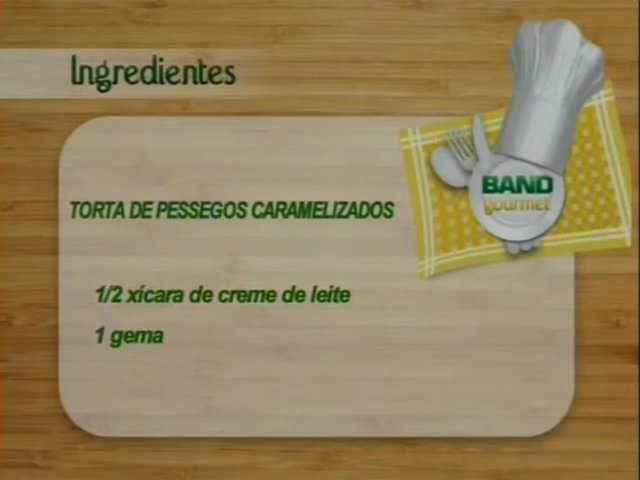 Ingredientes
BAND
gourmet
TORTA DE PESSEGOS CARAMELIZADOS
1/2 xícara de creme de leite
1 gema